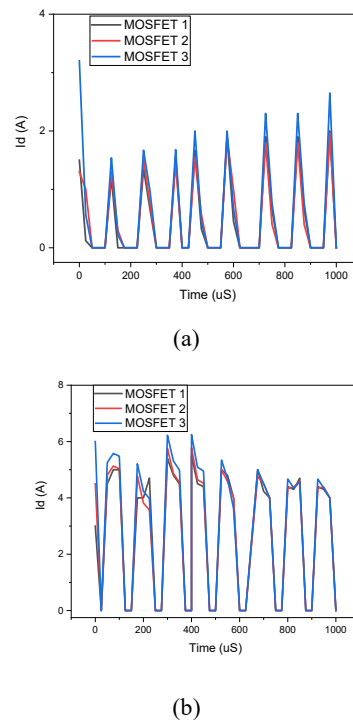 MOSFET 1
MOSFET 2
MOSFET 3
4
2
0
Id (A)
0 200 400 600 800 1000
Time (uS)
(a)
MOSFET 1
MOSFET 2
MOSFET 3
8
6
4
2
0
Id (A)
0 200 400 600 800 1000
Time (uS)
(b)